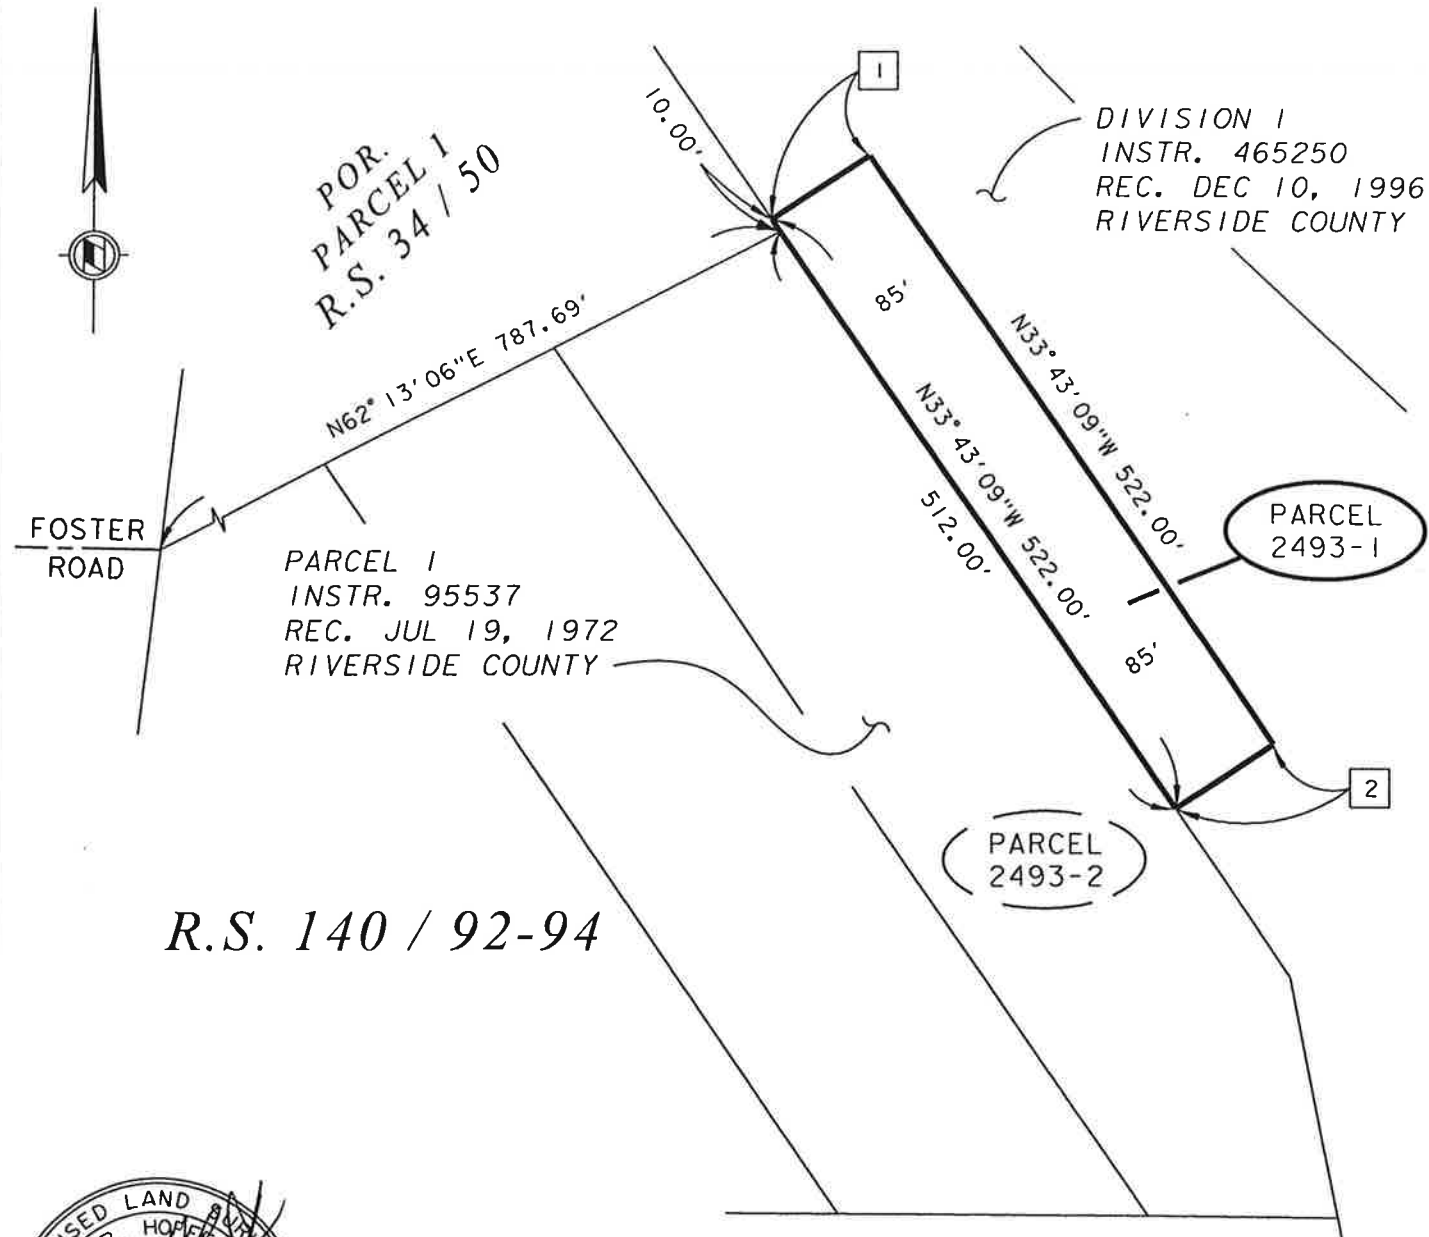 1
10.00'
DIVISION 1
INSTR. 465250
REC. DEC 10, 1996
RIVERSIDE COUNTY
POR.
PARCEL 1
R.S. 34 / 50
85'
N33°43'09"W 522.00'
N62°13'06"E 787.69'
N33°43'09"W 522.00'
512.00'
PARCEL
2493-1
FOSTER
ROAD
PARCEL 1
INSTR. 95537
REC. JUL 19, 1972
RIVERSIDE COUNTY
85'
2
PARCEL
2493-2
R.S. 140 / 92-94
LAND